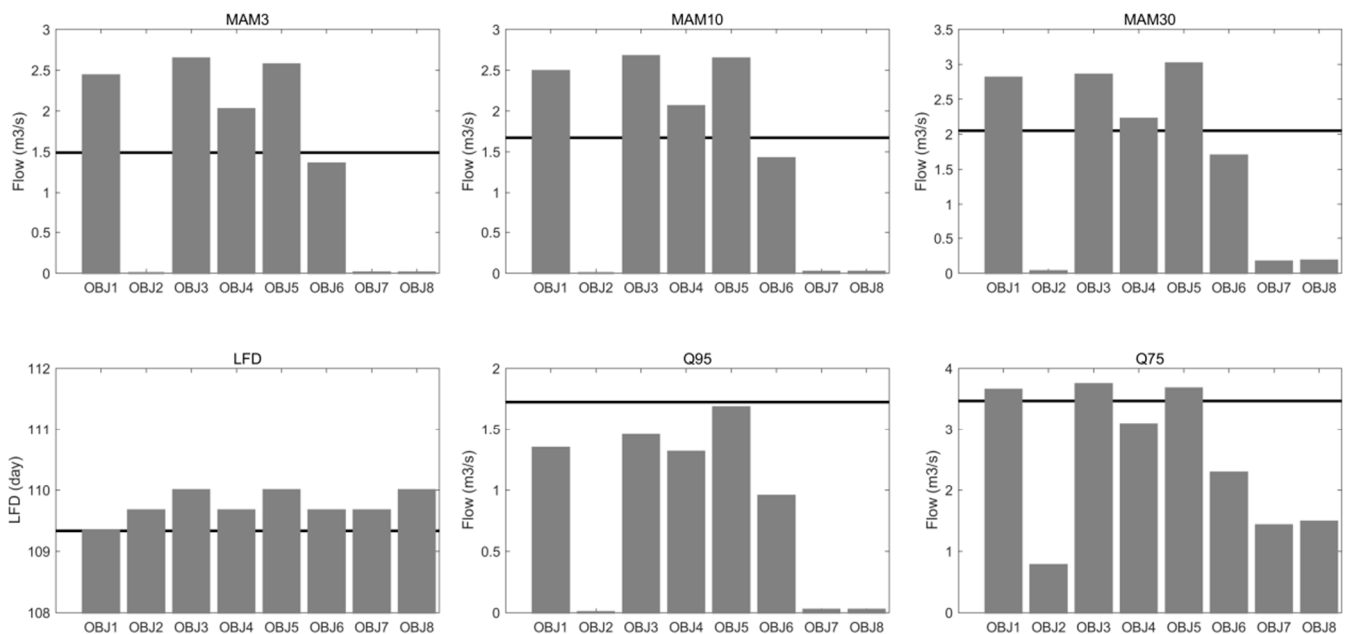 MAM3
3
2.5
2
1.5
1
0.5
0
Flow (m3/s)
OBJ1 OBJ2 OBJ3 OBJ4 OBJ5 OBJ6 OBJ7 OBJ8
MAM10
3
2.5
2
1.5
1
0.5
0
Flow (m3/s)
OBJ1 OBJ2 OBJ3 OBJ4 OBJ5 OBJ6 OBJ7 OBJ8
MAM30
3.5
3
2.5
2
1.5
1
0.5
0
Flow (m3/s)
OBJ1 OBJ2 OBJ3 OBJ4 OBJ5 OBJ6 OBJ7 OBJ8
LFD
112
111
110
109
108
LFD (day)
OBJ1 OBJ2 OBJ3 OBJ4 OBJ5 OBJ6 OBJ7 OBJ8
Q95
2
1.5
1
0.5
0
Flow (m3/s)
OBJ1 OBJ2 OBJ3 OBJ4 OBJ5 OBJ6 OBJ7 OBJ8
Q75
4
3
2
1
0
Flow (m3/s)
OBJ1 OBJ2 OBJ3 OBJ4 OBJ5 OBJ6 OBJ7 OBJ8